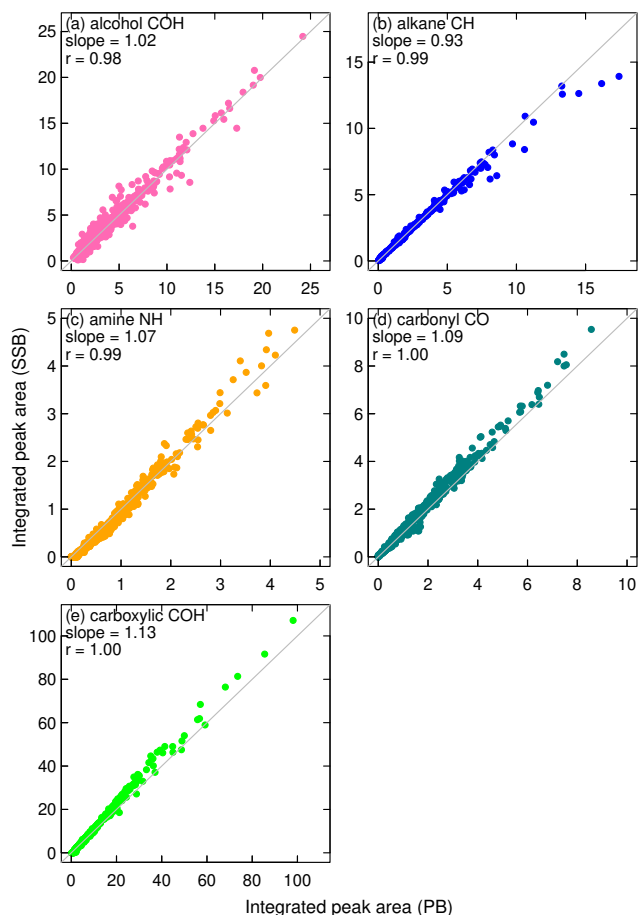 (a) alcohol COH
slope = 1.02
r = 0.98
25
20
15
10
5
0
0 5 10 15 20 25
(b) alkane CH
slope = 0.93
r = 0.99
15
10
5
0
0 5 10 15
(c) amine NH
slope = 1.07
r = 0.99
5
4
3
2
1
0
0 1 2 3 4 5
(d) carbonyl CO
slope = 1.09
r = 1.00
10
8
6
4
2
0
0 2 4 6 8 10
(e) carboxylic COH
slope = 1.13
r = 1.00
100
80
60
40
20
0
0 20 40 60 80 100
Integrated peak area (SSB)
Integrated peak area (PB)